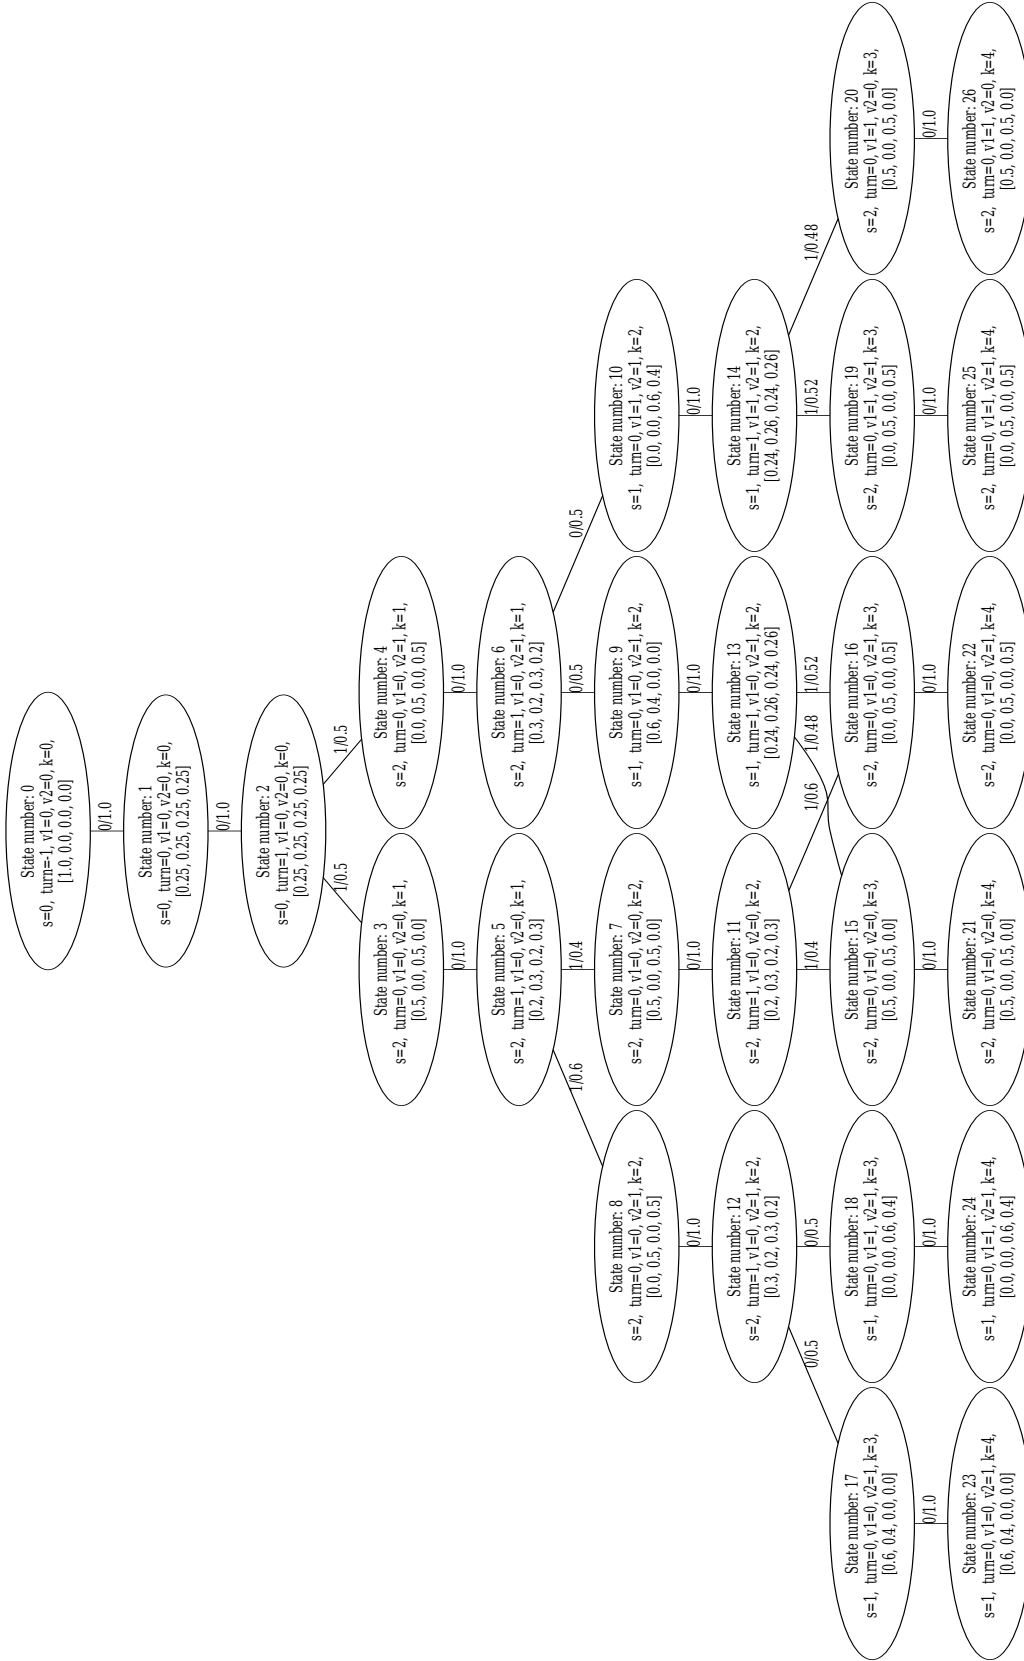 State number: 0
s=0,  turn=-1, v1=0, v2=0, k=0,
[1.0, 0.0, 0.0, 0.0]
0/1.0
State number: 1
s=0,  turn=0, v1=0, v2=0, k=0,
[0.25, 0.25, 0.25, 0.25]
0/1.0
State number: 2
s=0,  turn=1, v1=0, v2=0, k=0,
[0.25, 0.25, 0.25, 0.25]
1/0.5
1/0.5
State number: 3
s=2,  turn=0, v1=0, v2=0, k=1,
[0.5, 0.0, 0.5, 0.0]
State number: 4
s=2,  turn=0, v1=0, v2=1, k=1,
[0.0, 0.5, 0.0, 0.5]
0/1.0
0/1.0
State number: 5
s=2,  turn=1, v1=0, v2=0, k=1,
[0.2, 0.3, 0.2, 0.3]
State number: 6
s=2,  turn=1, v1=0, v2=1, k=1,
[0.3, 0.2, 0.3, 0.2]
1/0.6
1/0.4
0/0.5
0/0.5
State number: 8
s=2,  turn=0, v1=0, v2=1, k=2,
[0.0, 0.5, 0.0, 0.5]
State number: 7
s=2,  turn=0, v1=0, v2=0, k=2,
[0.5, 0.0, 0.5, 0.0]
State number: 9
s=1,  turn=0, v1=0, v2=1, k=2,
[0.6, 0.4, 0.0, 0.0]
State number: 10
s=1,  turn=0, v1=1, v2=1, k=2,
[0.0, 0.0, 0.6, 0.4]
0/1.0
0/1.0
0/1.0
0/1.0
State number: 12
s=2,  turn=1, v1=0, v2=1, k=2,
[0.3, 0.2, 0.3, 0.2]
State number: 11
s=2,  turn=1, v1=0, v2=0, k=2,
[0.2, 0.3, 0.2, 0.3]
State number: 13
s=1,  turn=1, v1=0, v2=1, k=2,
[0.24, 0.26, 0.24, 0.26]
State number: 14
s=1,  turn=1, v1=1, v2=1, k=2,
[0.24, 0.26, 0.24, 0.26]
0/0.5
0/0.5
1/0.4
1/0.6
1/0.48
1/0.52
1/0.52
1/0.48
State number: 17
s=1,  turn=0, v1=0, v2=1, k=3,
[0.6, 0.4, 0.0, 0.0]
State number: 18
s=1,  turn=0, v1=1, v2=1, k=3,
[0.0, 0.0, 0.6, 0.4]
State number: 15
s=2,  turn=0, v1=0, v2=0, k=3,
[0.5, 0.0, 0.5, 0.0]
State number: 16
s=2,  turn=0, v1=0, v2=1, k=3,
[0.0, 0.5, 0.0, 0.5]
State number: 19
s=2,  turn=0, v1=1, v2=1, k=3,
[0.0, 0.5, 0.0, 0.5]
State number: 20
s=2,  turn=0, v1=1, v2=0, k=3,
[0.5, 0.0, 0.5, 0.0]
0/1.0
0/1.0
0/1.0
0/1.0
0/1.0
0/1.0
State number: 23
s=1,  turn=0, v1=0, v2=1, k=4,
[0.6, 0.4, 0.0, 0.0]
State number: 24
s=1,  turn=0, v1=1, v2=1, k=4,
[0.0, 0.0, 0.6, 0.4]
State number: 21
s=2,  turn=0, v1=0, v2=0, k=4,
[0.5, 0.0, 0.5, 0.0]
State number: 22
s=2,  turn=0, v1=0, v2=1, k=4,
[0.0, 0.5, 0.0, 0.5]
State number: 25
s=2,  turn=0, v1=1, v2=1, k=4,
[0.0, 0.5, 0.0, 0.5]
State number: 26
s=2,  turn=0, v1=1, v2=0, k=4,
[0.5, 0.0, 0.5, 0.0]